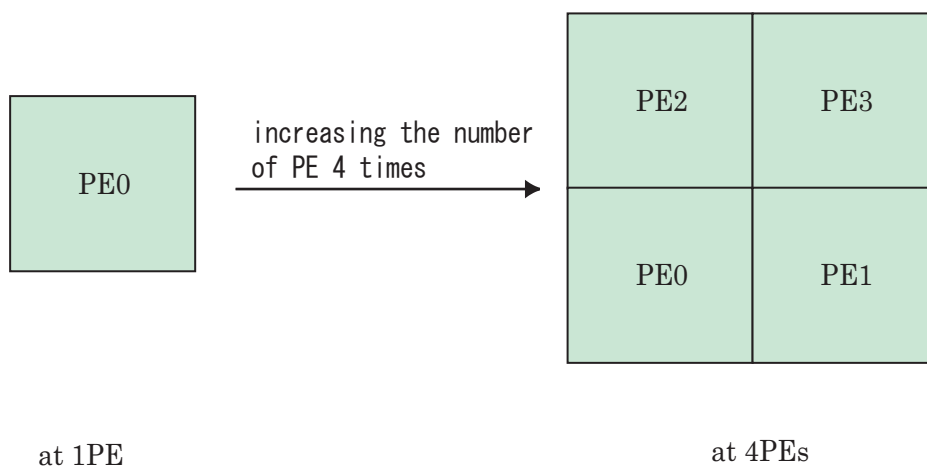 PE0
increasing the number
of PE 4 times
PE2 PE3
PE0 PE1
at 1PE
at 4PEs